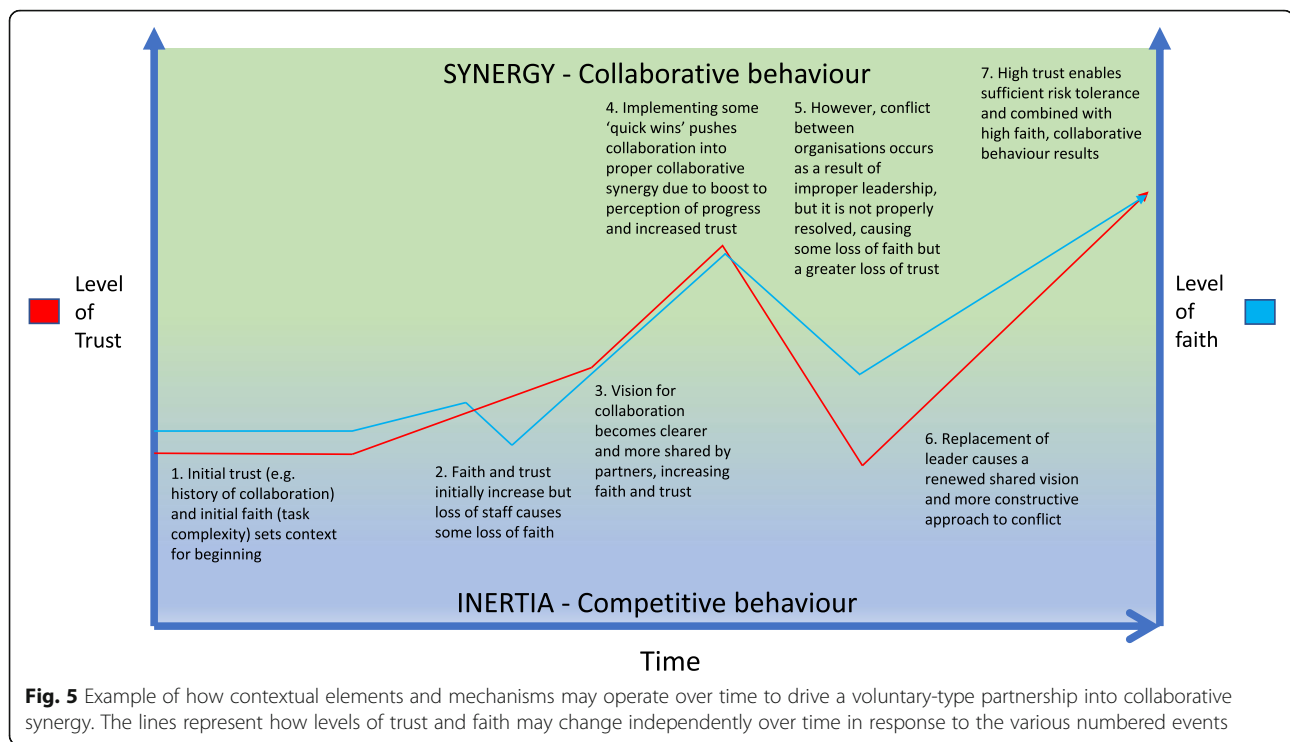 SYNERGY - Collaborative behaviour
4. Implementing some
‘quick wins’ pushes
collaboration into
proper collaborative
synergy due to boost to
perception of progress
and increased trust
5. However, conflict
between
organisations occurs
as a result of
improper leadership,
but it is not properly
resolved, causing
some loss of faith but
a greater loss of trust
7. High trust enables
sufficient risk tolerance
and combined with
high faith, collaborative
behaviour results
Level
of
Trust
Level
of
faith
1. Initial trust (e.g.
history of collaboration)
and initial faith (task
complexity) sets context
for beginning
2. Faith and trust
initially increase but
loss of staff causes
some loss of faith
3. Vision for
collaboration
becomes clearer
and more shared by
partners, increasing
faith and trust
6. Replacement of
leader causes a
renewed shared vision
and more constructive
approach to conflict
INERTIA - Competitive behaviour
Time
Fig. 5 Example of how contextual elements and mechanisms may operate over time to drive a voluntary-type partnership into collaborative
synergy. The lines represent how levels of trust and faith may change independently over time in response to the various numbered events